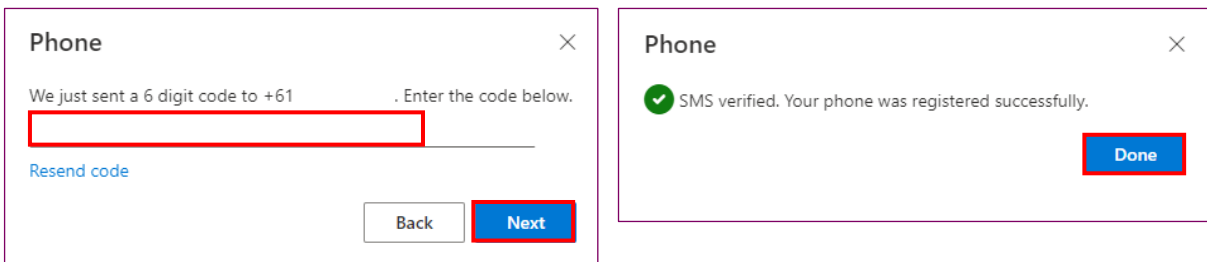 Phone
We just sent a 6 digit code to +61 . Enter the code below.
Resend code
Back
Next
Phone
SMS verified. Your phone was registered successfully.
Done